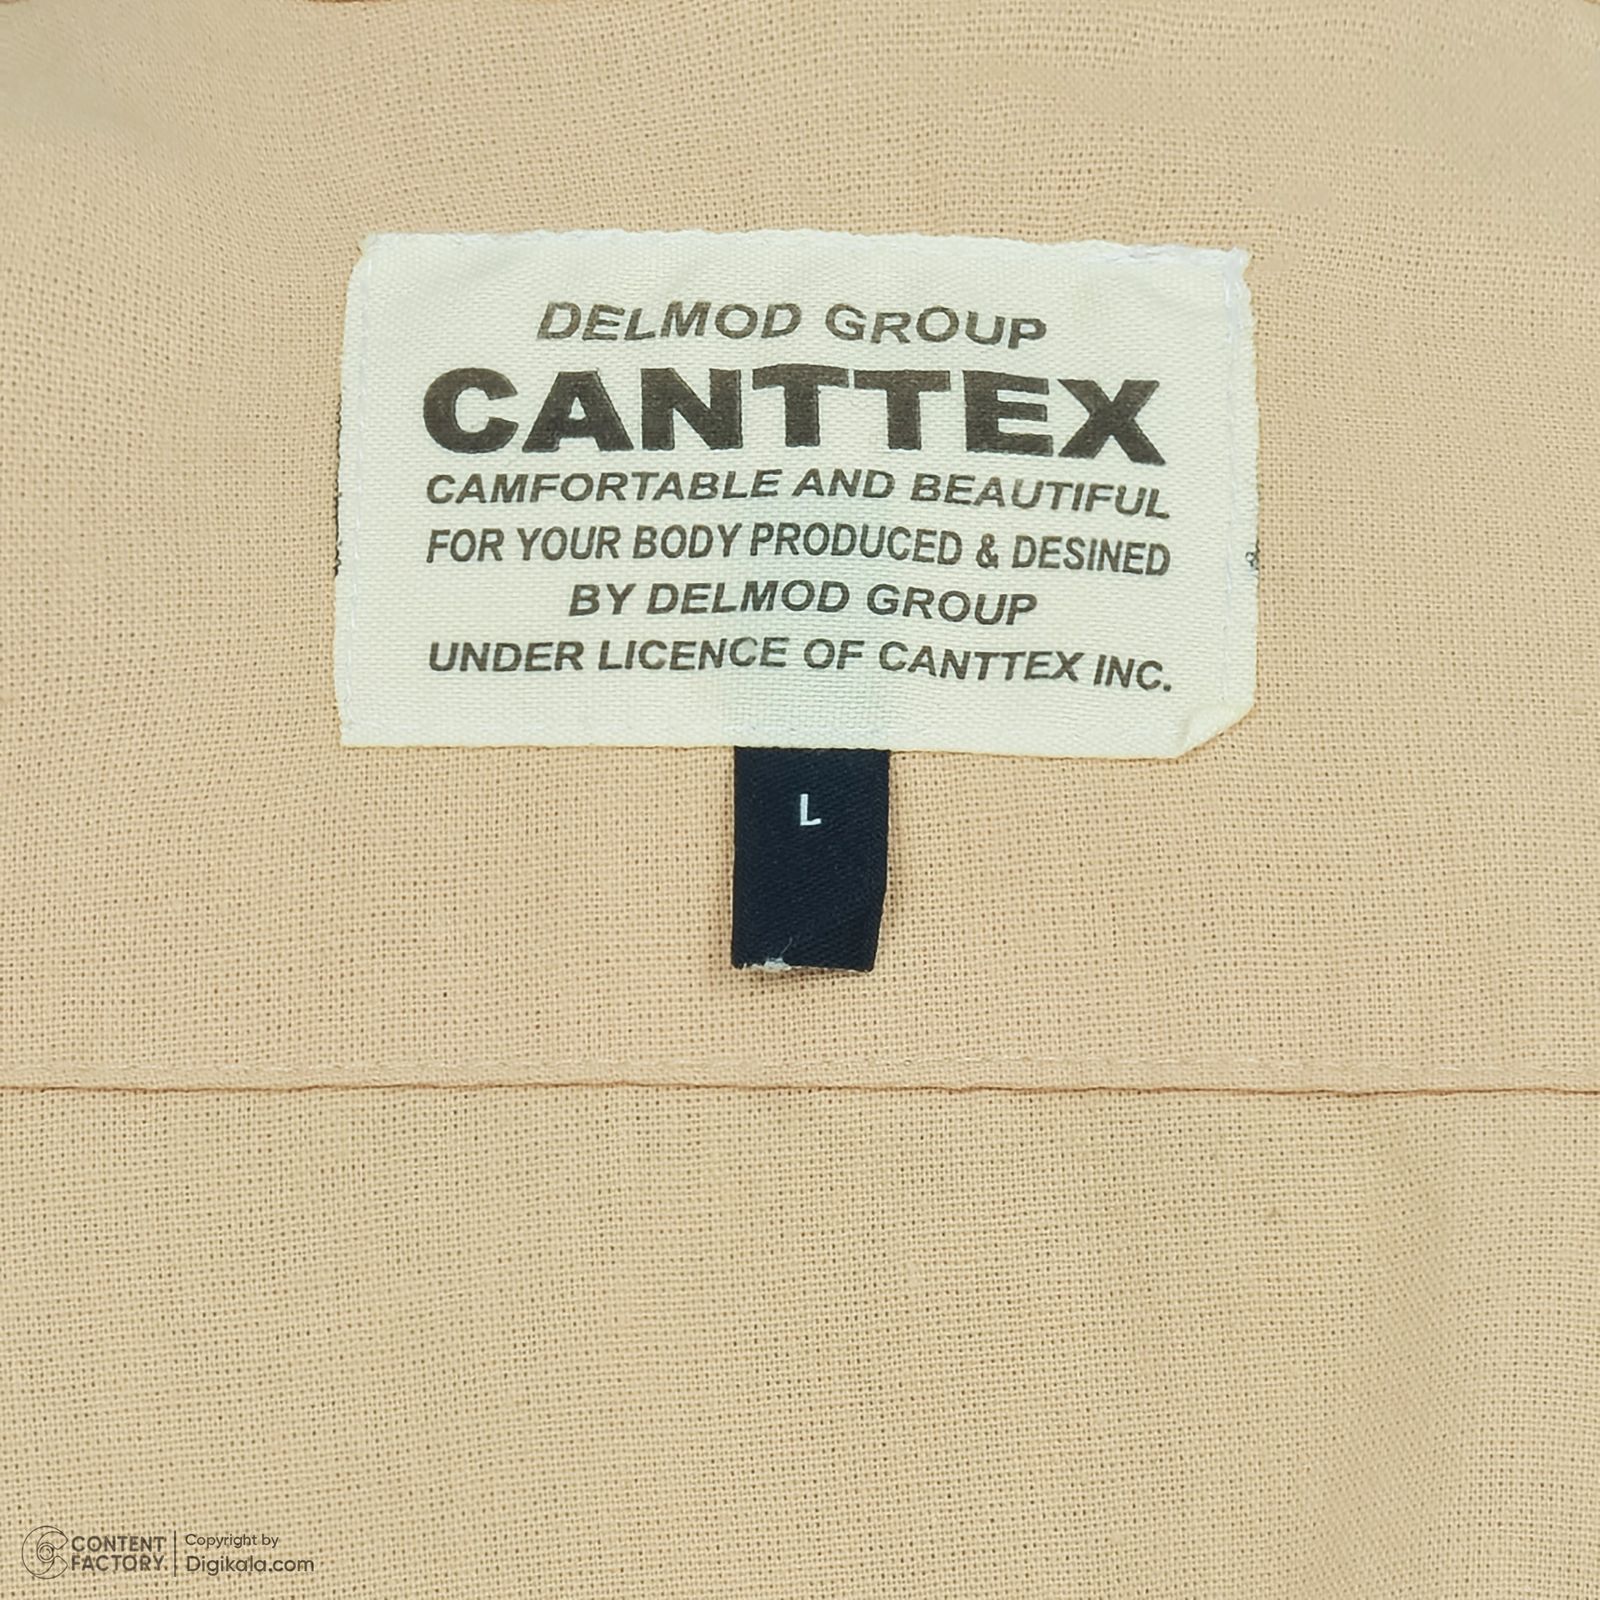 DELMOD GROUP
CANTTEX
CAMFORTABLE AND BEAUTIFUL
FOR YOUR BODY PRODUCED & DESINED
BY DELMOD GROUP
UNDER LICENCE OF CANTTEX INC.
L
CONTENT
FACTORY.
Copyright by
Digikala.com